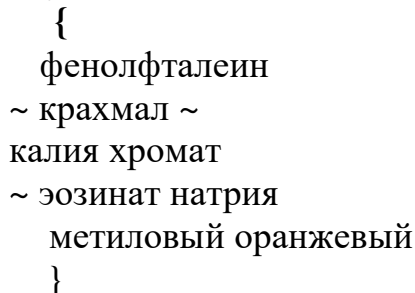 {
фенолфталеин
~ крахмал ~
калия хромат
~ эозинат натрия
метиловый оранжевый
}